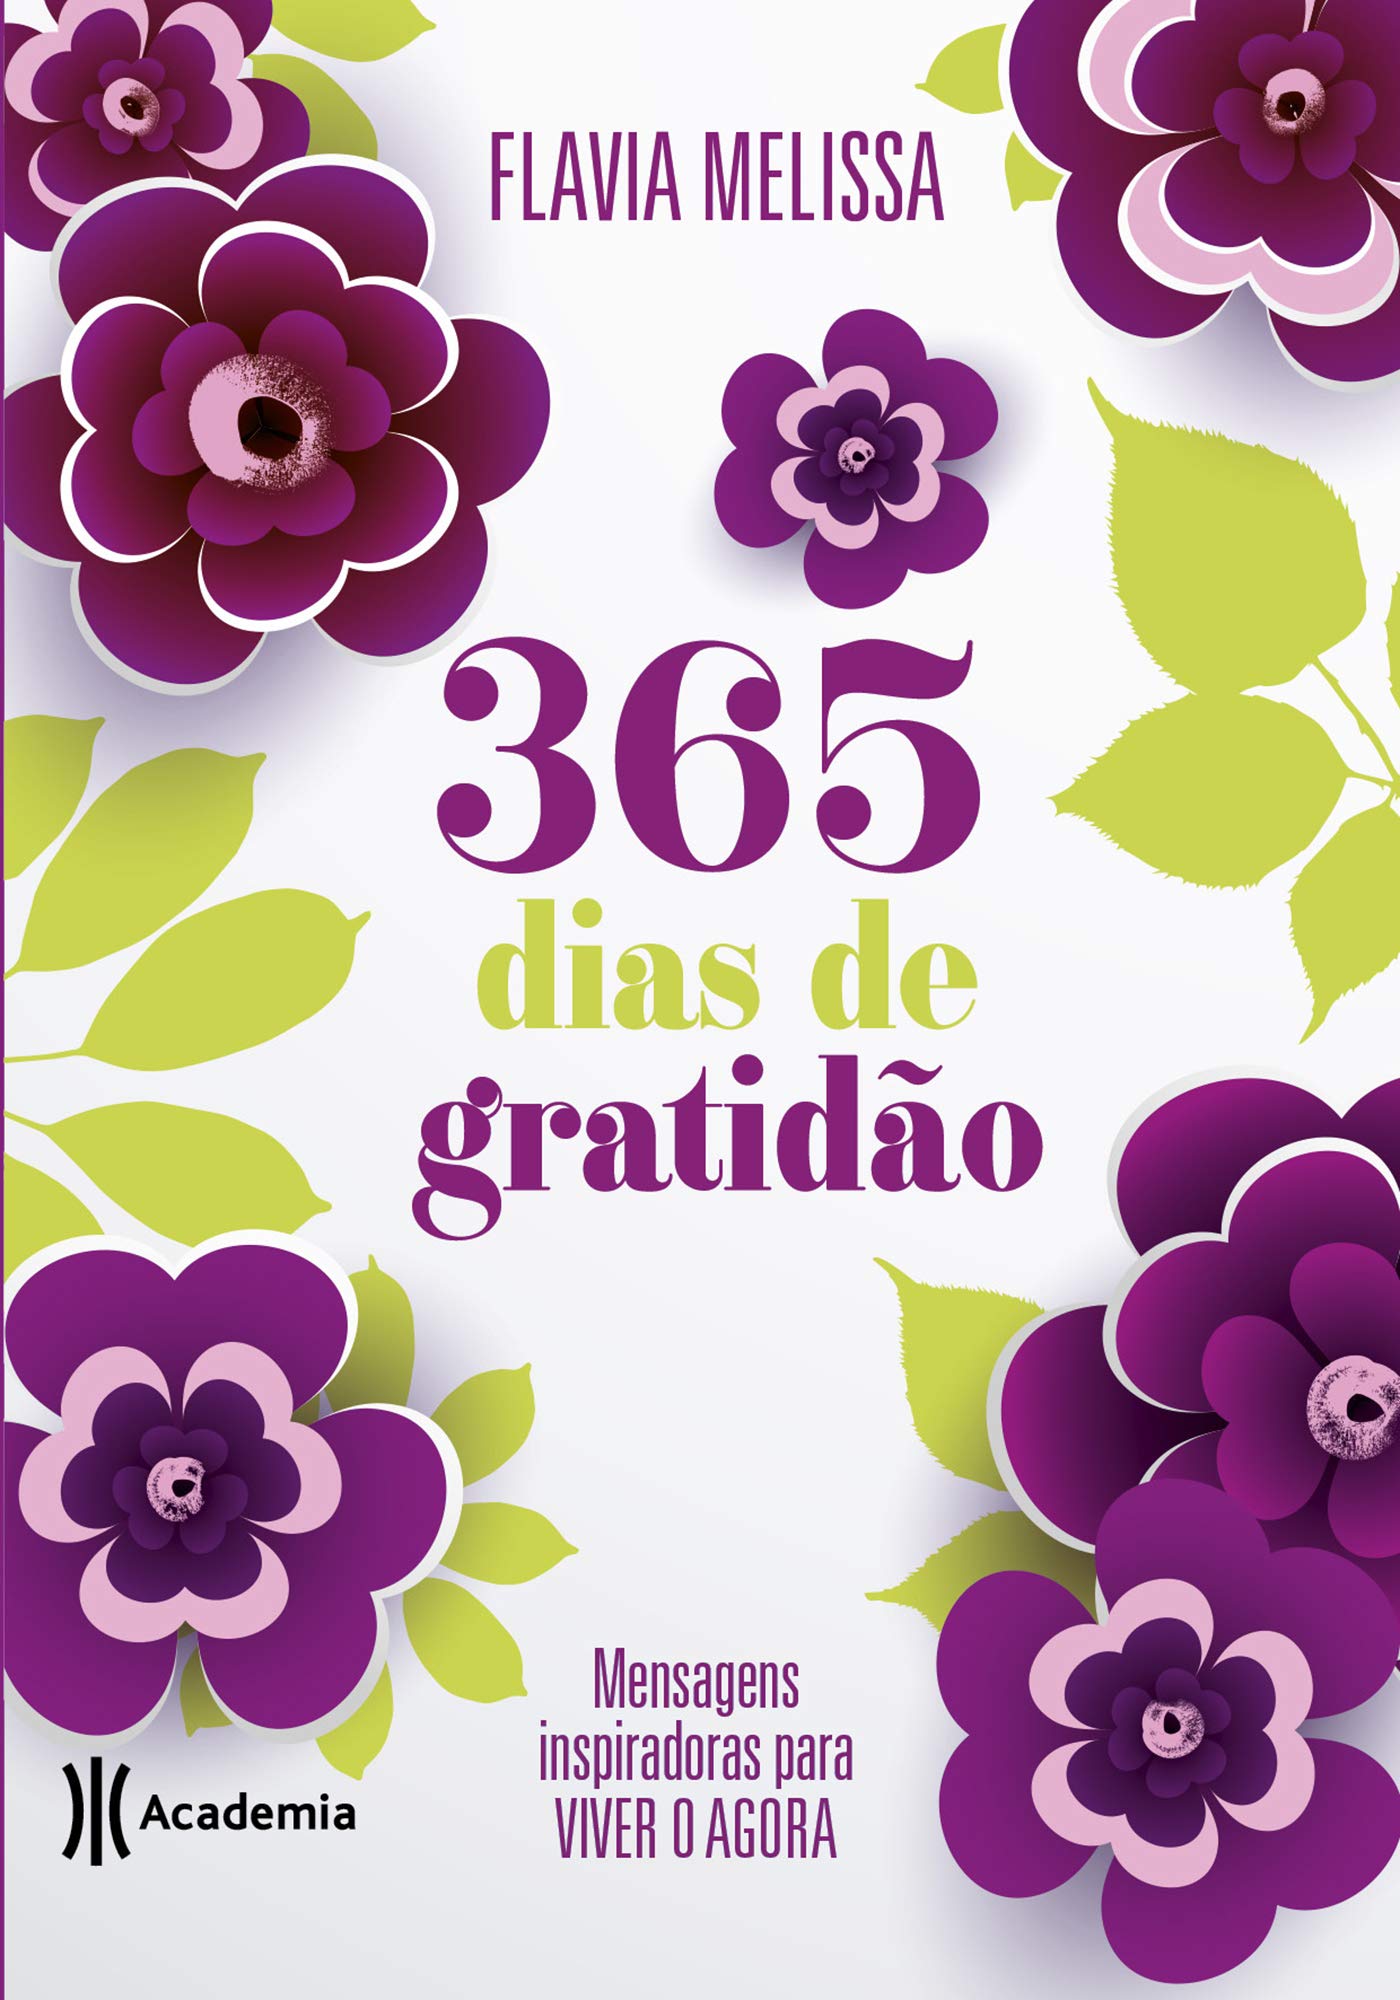 FLAVIA MELISSA
365
dias de
gratidão
Mensagens
inspiradoras para
VIVER O AGORA
Academia